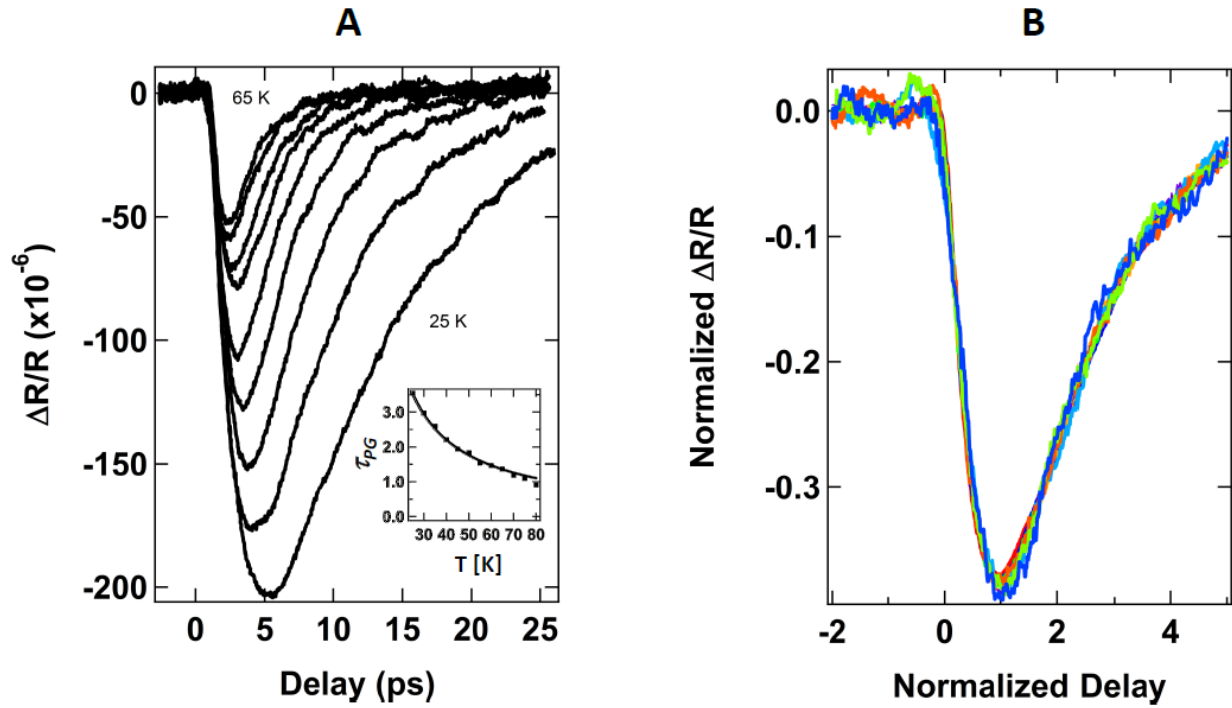 A
B
0
-50
-100
-150
-200
ΔR/R (x10⁻⁶)
65 K
25 K
3.0
2.0
1.0
0.0
τPG
30 40 50 60 70 80
T [K]
0 5 10 15 20 25
Delay (ps)
0.0
-0.1
-0.2
-0.3
Normalized ΔR/R
-2 0 2 4
Normalized Delay